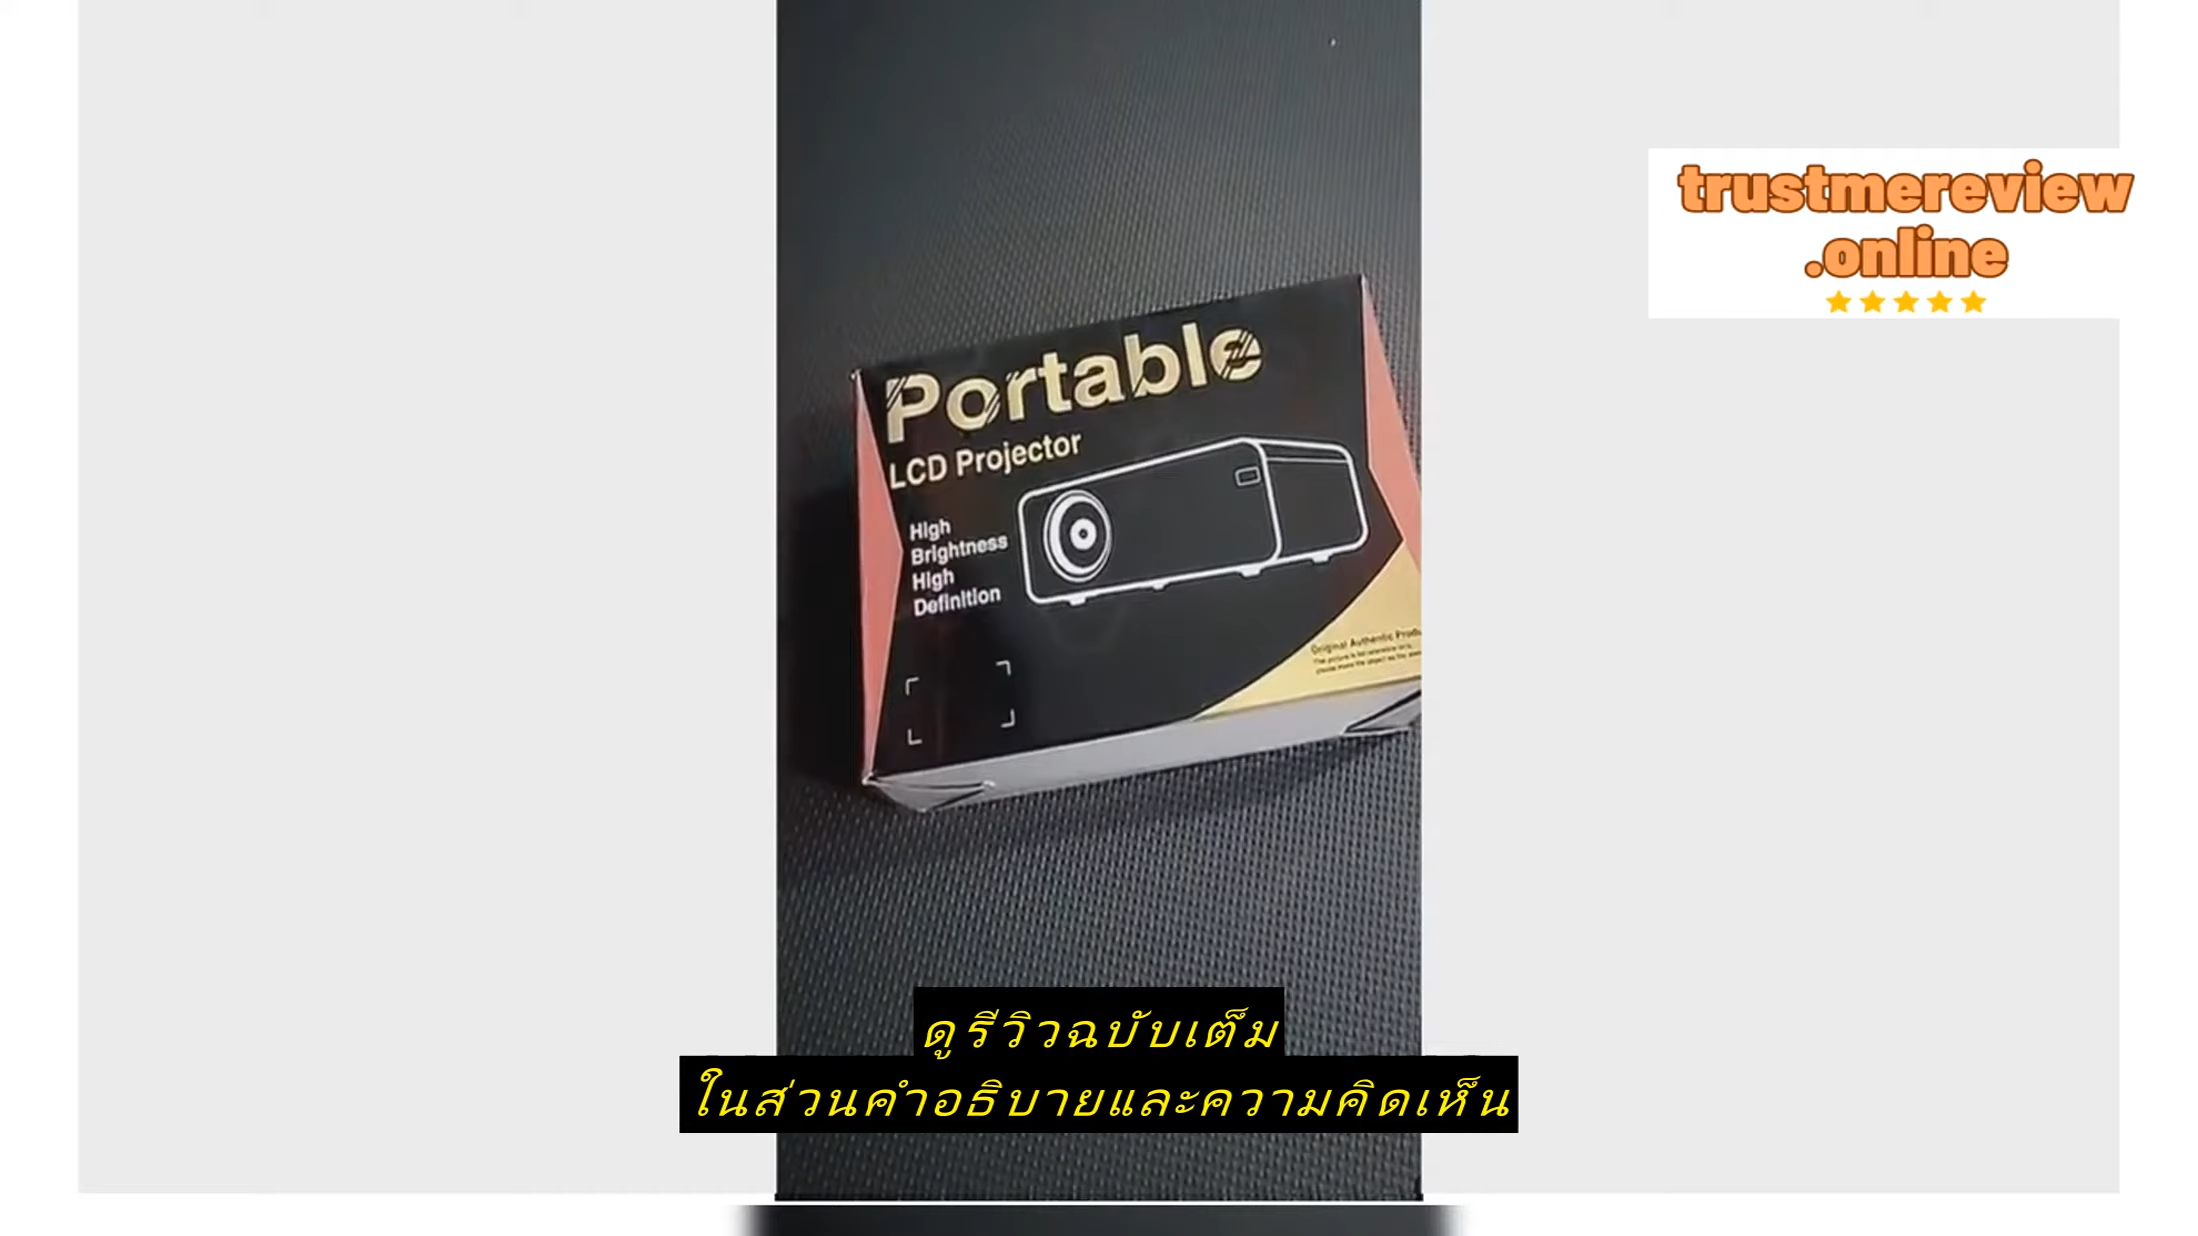 trustmereview
.online
Portable
LCD Projector
High
Brightness
High
Definition
Original Authentic
ดูรีวิวฉบับเต็ม
ในส่วนคำอธิบายและความคิดเห็น